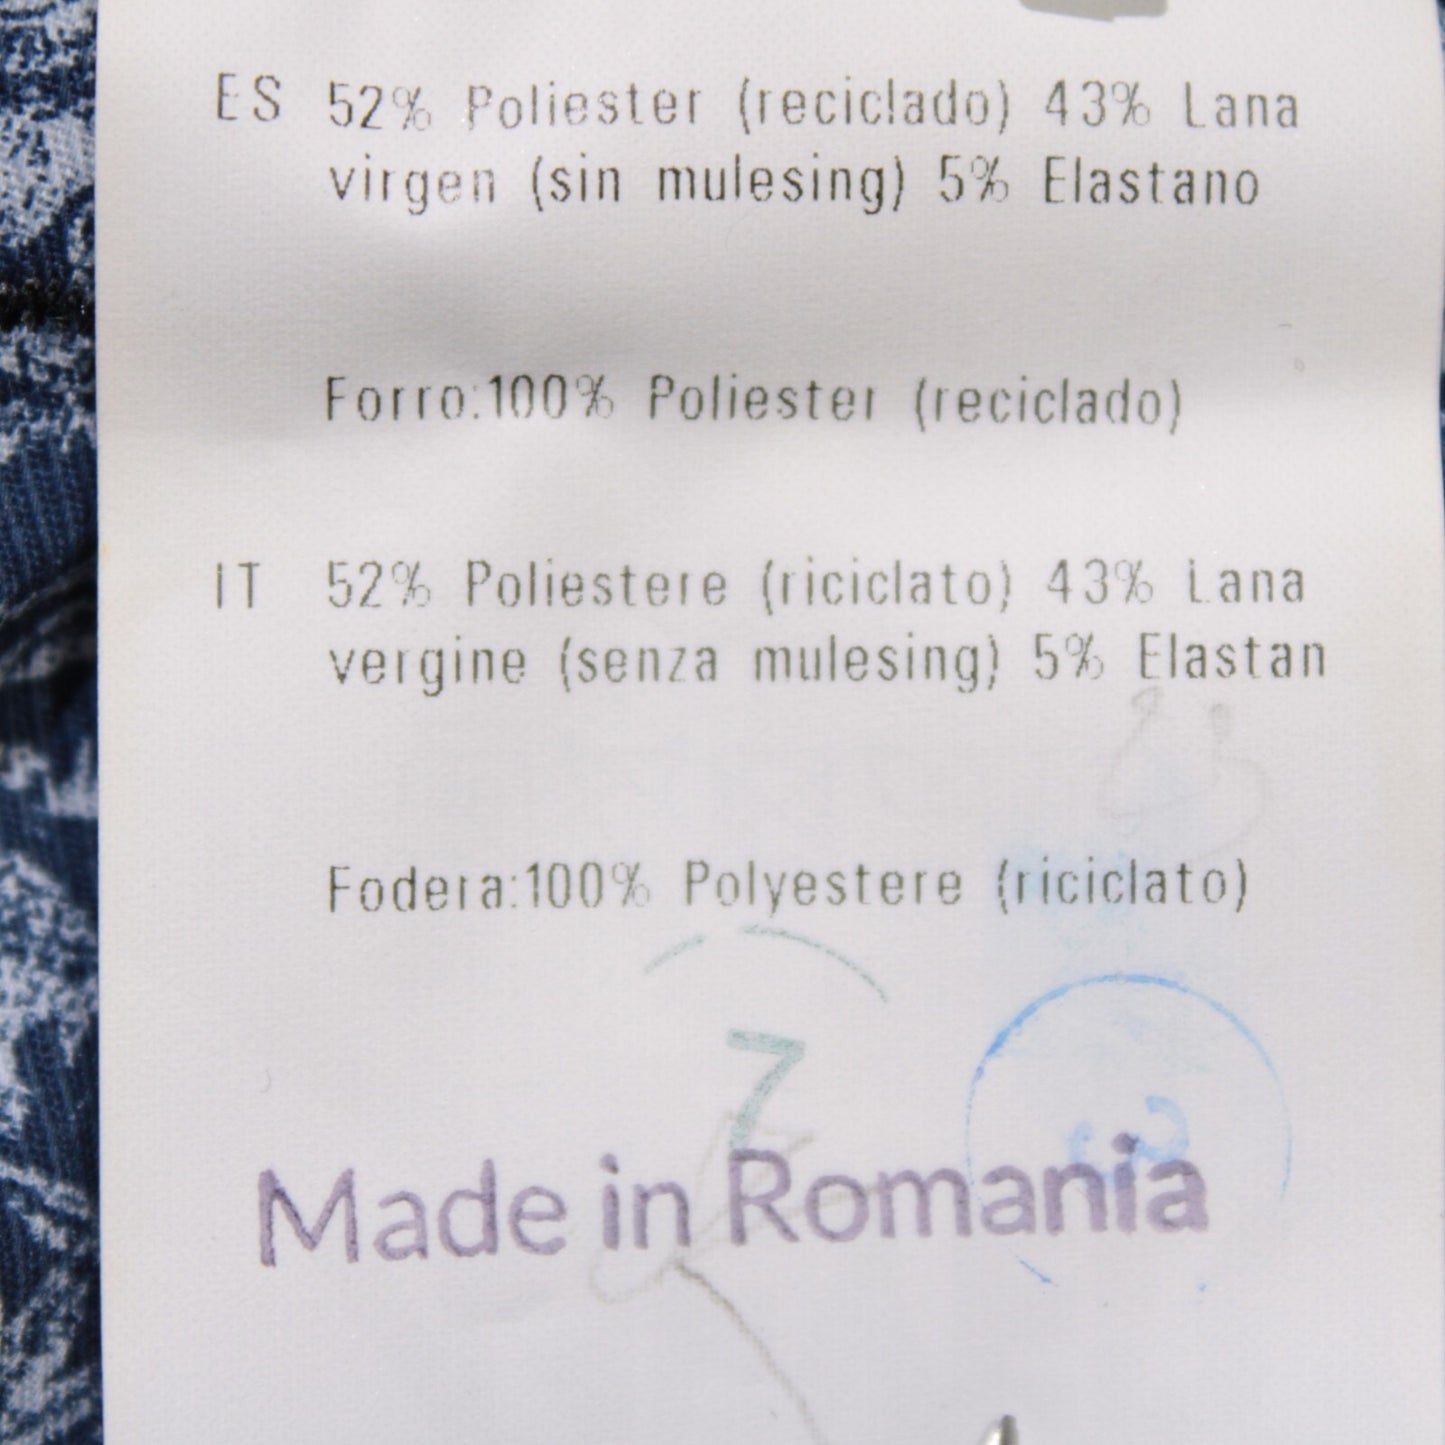 ES 52% Poliester (reciclado) 43% Lana
virgen (sin mulesing) 5% Elastano
Forro:100% Poliester (reciclado)
IT 52% Poliestere (riciclato) 43% Lana
vergine (senza mulesing) 5% Elastan
Fodera:100% Polyestere (riciclato)
7
Made in Romania